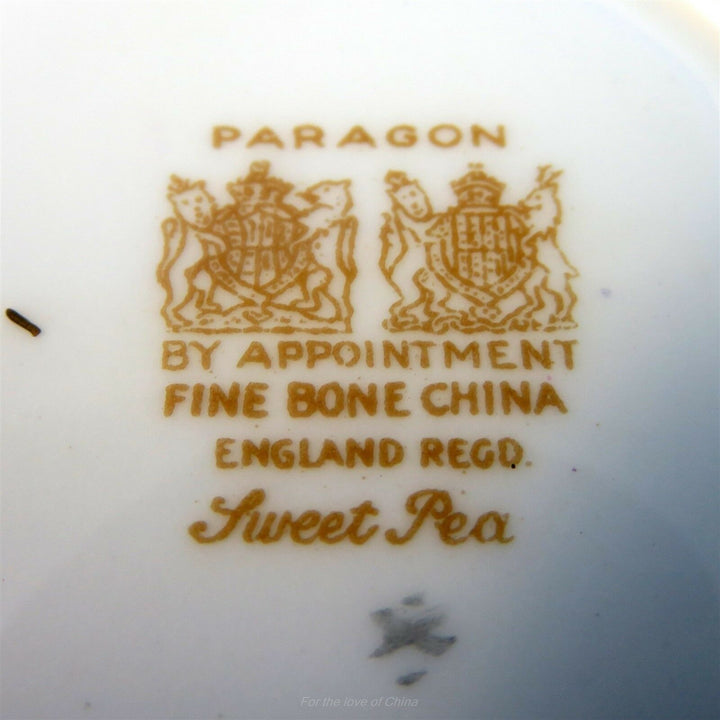 PARAGON
BY APPOINTMENT
FINE BONE CHINA
ENGLAND REGD.
Sweet Pea
For the love of China